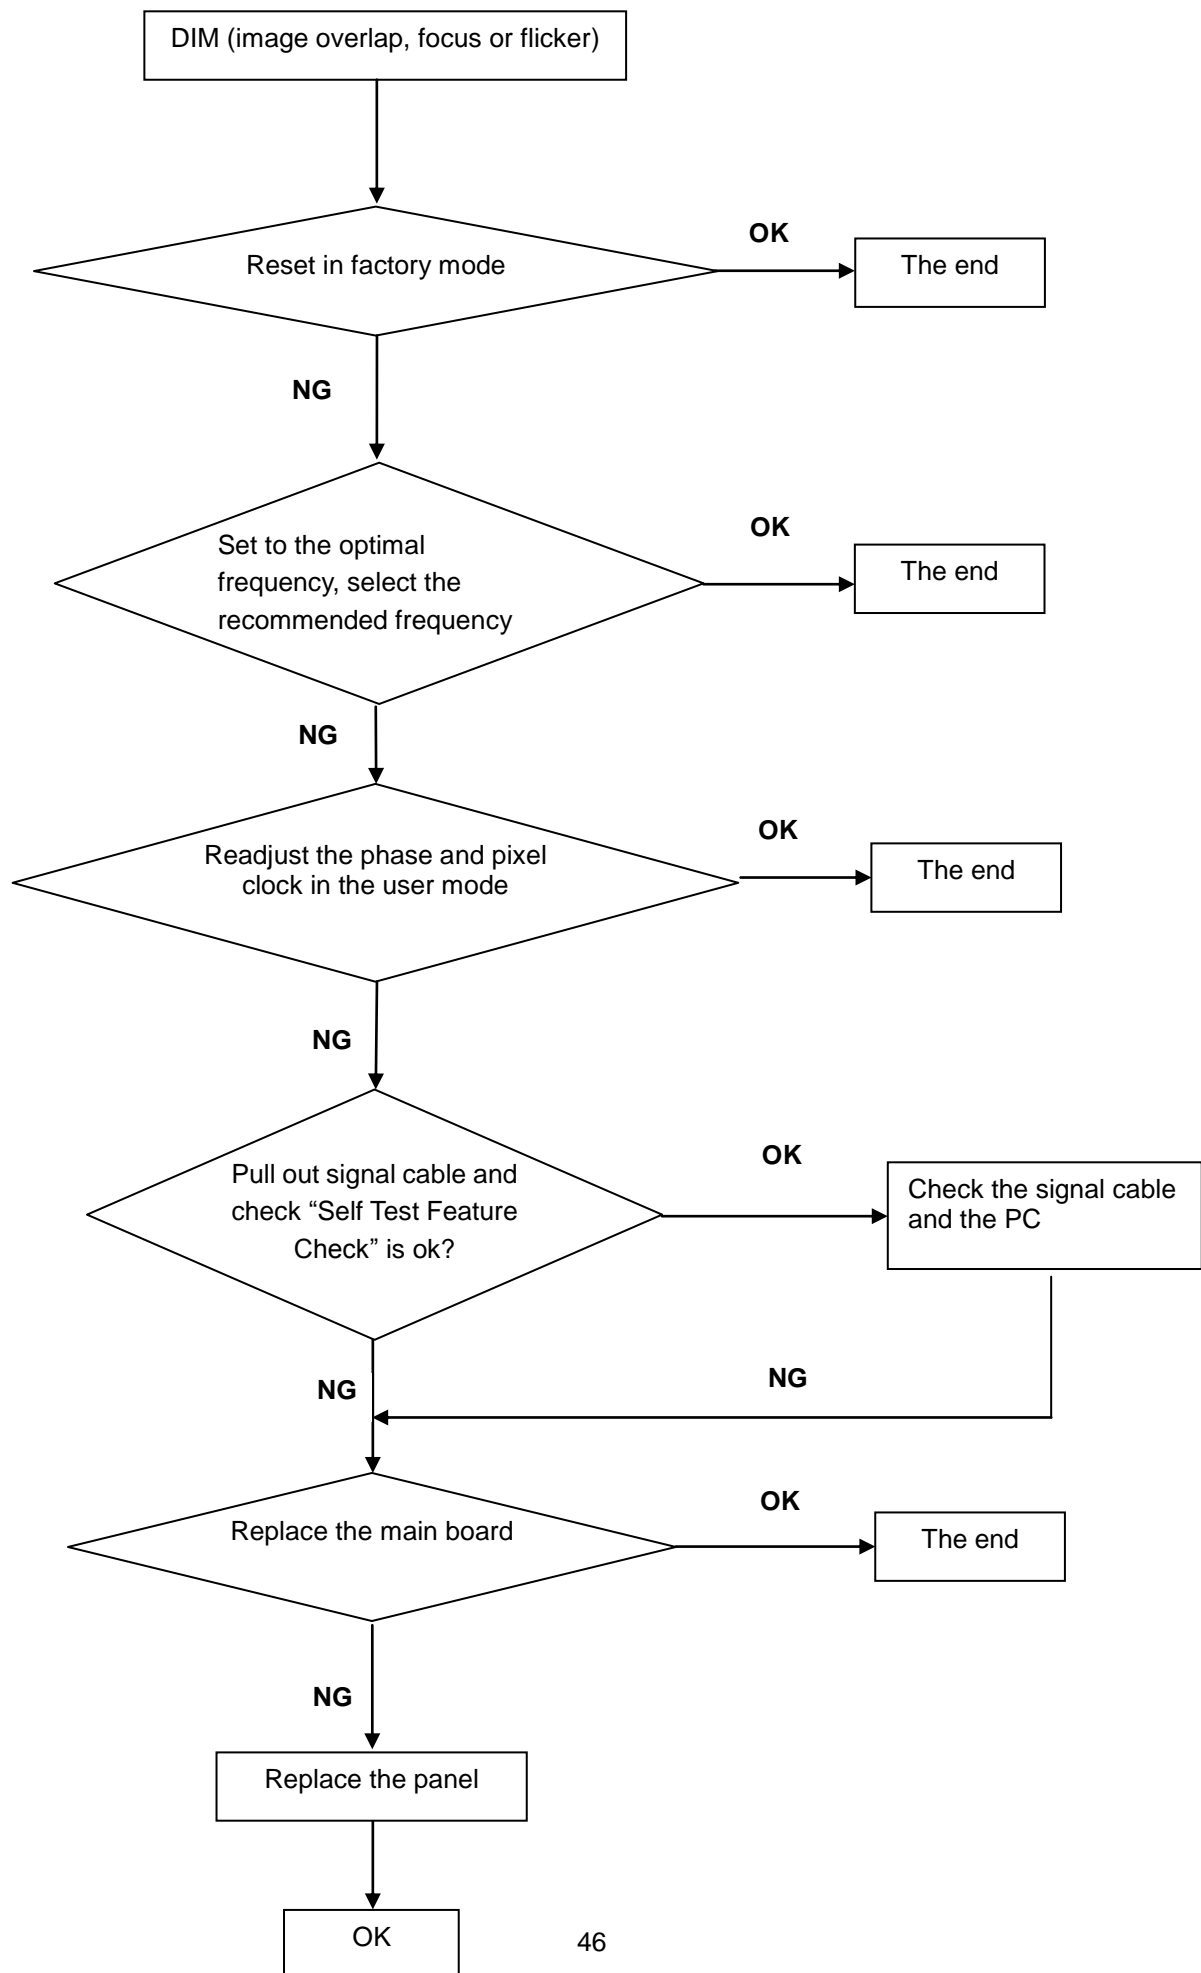 DIM (image overlap, focus or flicker)
OK
Reset in factory mode
The end
NG
OK
Set to the optimal
frequency, select the
recommended frequency
The end
NG
OK
Readjust the phase and pixel
clock in the user mode
The end
NG
OK
Pull out signal cable and
check “Self Test Feature
Check” is ok?
Check the signal cable
and the PC
NG
NG
OK
Replace the main board
The end
NG
Replace the panel
OK
46